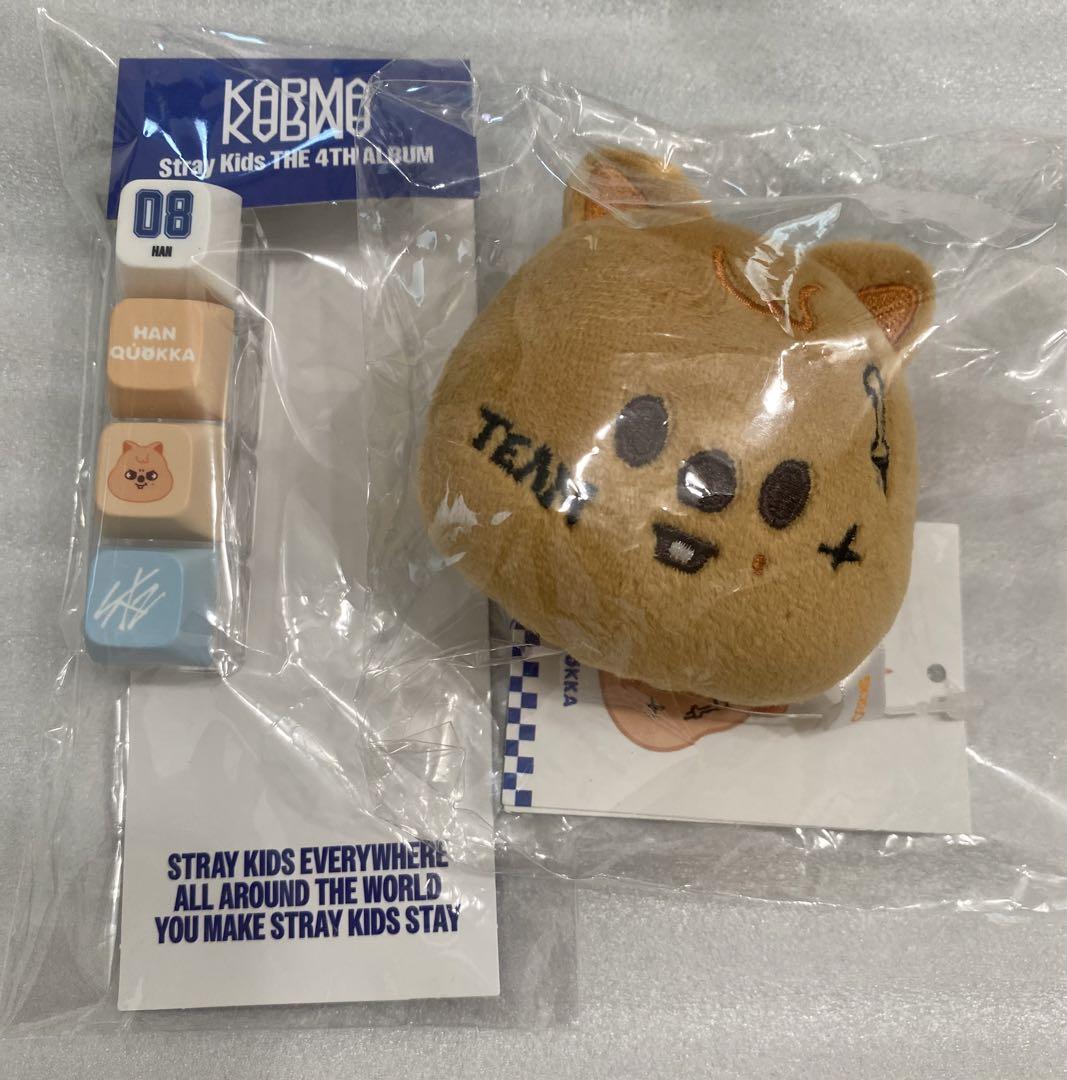 KARMA
Stray Kids THE 4TH ALBUM
08
HAN
HAN
QUOKKA
SKZ
STRAY KIDS EVERYWHERE
ALL AROUND THE WORLD
YOU MAKE STRAY KIDS STAY